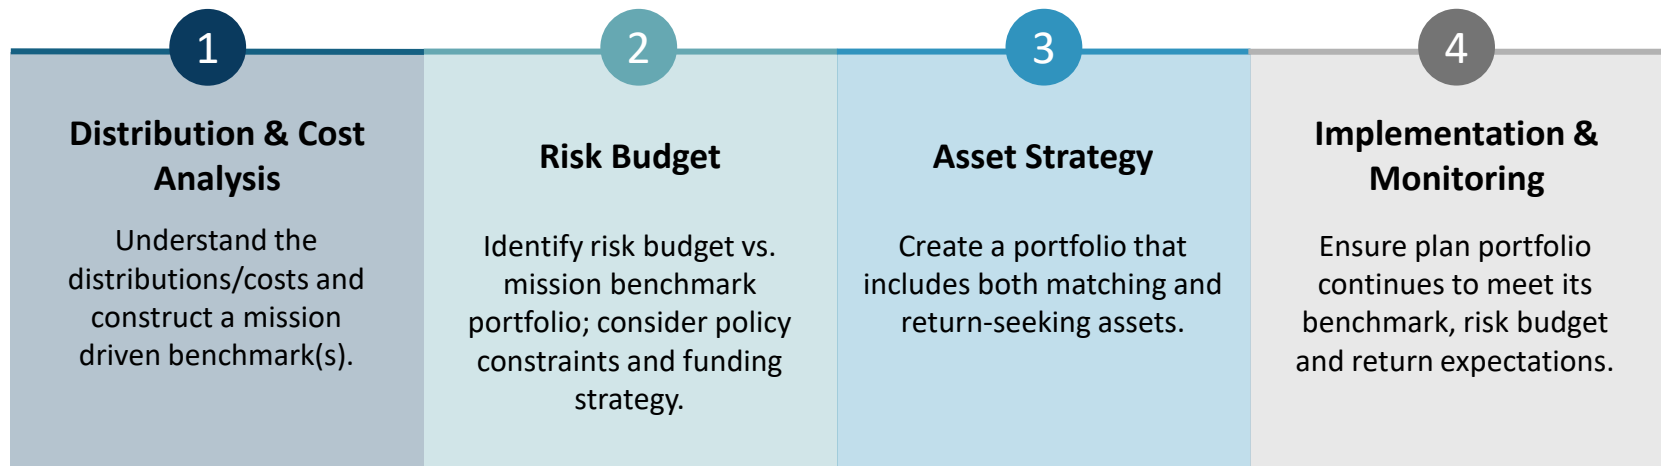 1
Distribution & Cost
Analysis
Understand the
distributions/costs and
construct a mission
driven benchmark(s).
2
Risk Budget
Identify risk budget vs.
mission benchmark
portfolio; consider policy
constraints and funding
strategy.
3
Asset Strategy
Create a portfolio that
includes both matching and
return-seeking assets.
4
Implementation &
Monitoring
Ensure plan portfolio
continues to meet its
benchmark, risk budget
and return expectations.